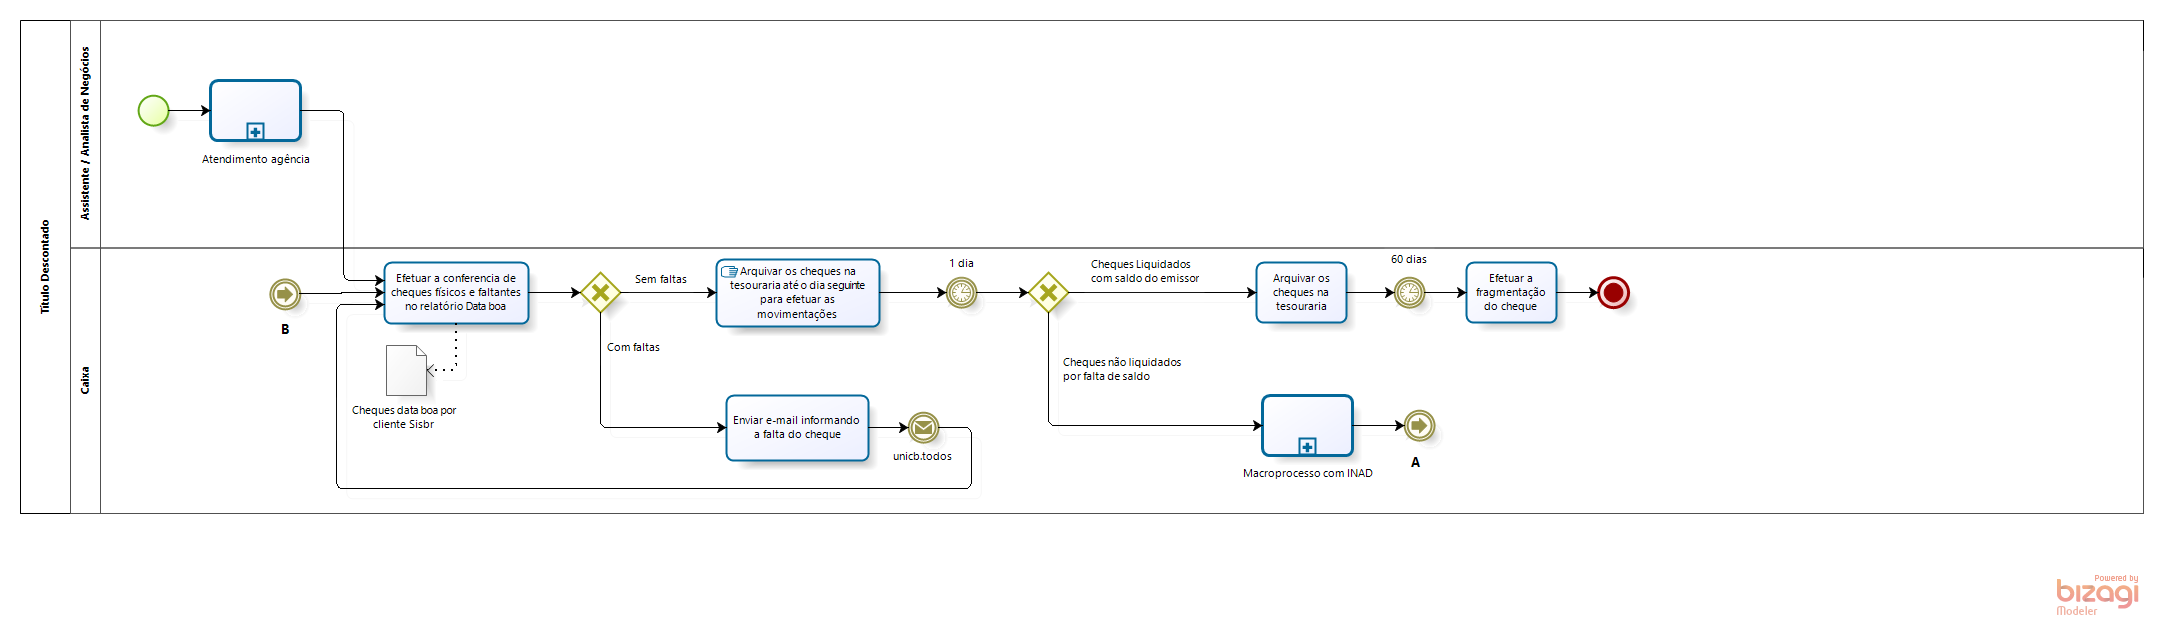 Título Descontado
Assistente / Analista de Negócios
Atendimento agência
Caixa
B
Efetuar a conferencia de
cheques físicos e faltantes
no relatório Data boa
Cheques data boa por
cliente Sisbr
Sem faltas
Com faltas
Arquivar os cheques na
tesouraria até o dia seguinte
para efetuar as
movimentações
Enviar e-mail informando
a falta do cheque
unicb.todos
1 dia
Cheques Liquidados
com saldo do emissor
Cheques não liquidados
por falta de saldo
Arquivar os
cheques na
tesouraria
60 dias
Efetuar a
fragmentação
do cheque
Macroprocesso com INAD
A
Powered by
bizagi
Modeler